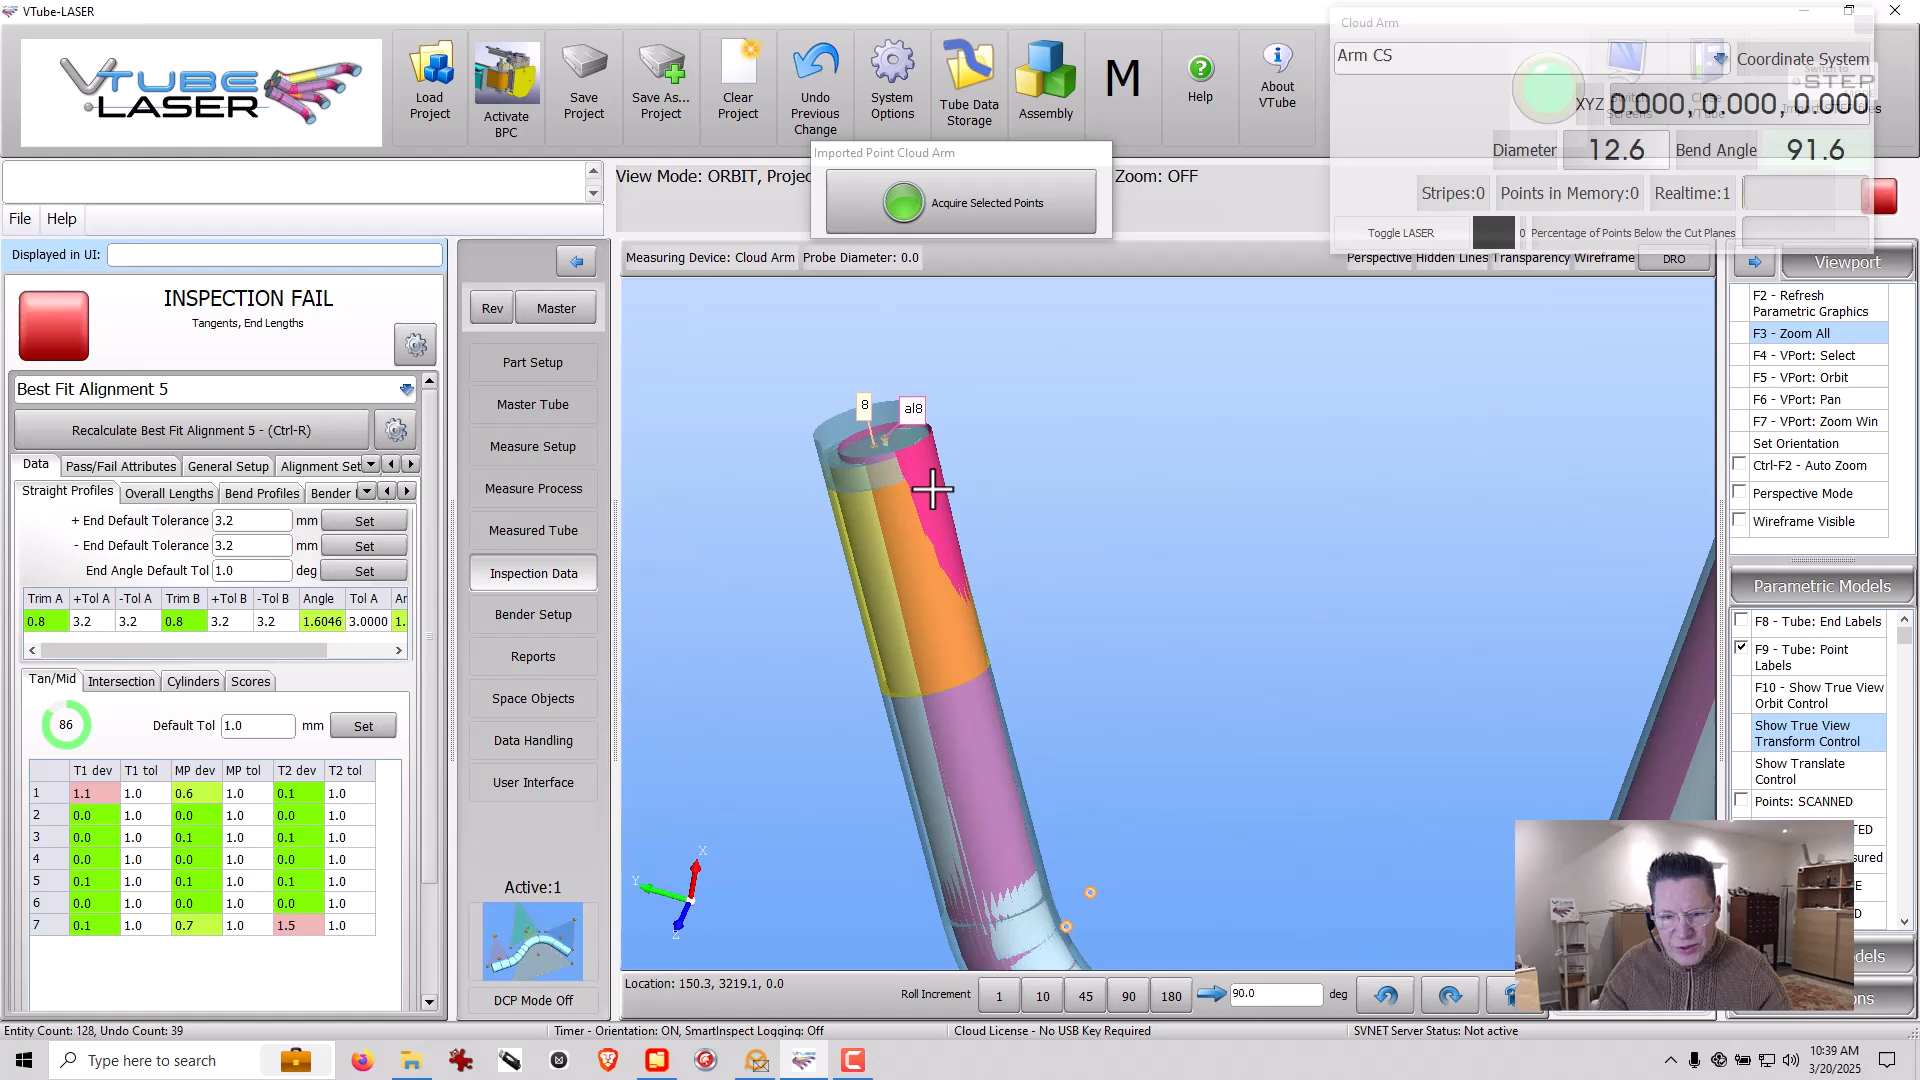 VTube-LASER
VTUBE
LASER
Load
Project
Activate
BPC
Save
Project
Save As...
Project
Clear
Project
Undo
Previous
Change
System
Options
Tube Data
Storage
Assembly
M
Help
About
VTube
Cloud Arm
Arm CS
Coordinate System
STEP
XYZ 0.000, 0.000, 0.000
Diameter 12.6 Bend Angle 91.6
Stripes:0 Points in Memory:0 Realtime:1
Toggle LASER 0 Percentage of Points Below the Cut Planes
Imported Point Cloud Arm
Acquire Selected Points
View Mode: ORBIT, Projec
Zoom: OFF
File Help
Displayed in UI:
INSPECTION FAIL
Tangents, End Lengths
Best Fit Alignment 5
Recalculate Best Fit Alignment 5 - (Ctrl-R)
Data Pass/Fail Attributes General Setup Alignment Set
Straight Profiles Overall Lengths Bend Profiles Bender
+ End Default Tolerance 3.2 mm Set
- End Default Tolerance 3.2 mm Set
End Angle Default Tol 1.0 deg Set
Trim A +Tol A -Tol A Trim B +Tol B -Tol B Angle Tol A Ar
0.8 3.2 3.2 0.8 3.2 3.2 1.6046 3.0000 1.
Tan/Mid Intersection Cylinders Scores
86 Default Tol 1.0 mm Set
T1 dev T1 tol MP dev MP tol T2 dev T2 tol
1 1.1 1.0 0.6 1.0 0.1 1.0
2 0.0 1.0 0.0 1.0 0.0 1.0
3 0.0 1.0 0.1 1.0 0.1 1.0
4 0.0 1.0 0.0 1.0 0.0 1.0
5 0.1 1.0 0.1 1.0 0.1 1.0
6 0.0 1.0 0.0 1.0 0.0 1.0
7 0.1 1.0 0.7 1.0 1.5 1.0
Rev Master
Part Setup
Master Tube
Measure Setup
Measure Process
Measured Tube
Inspection Data
Bender Setup
Reports
Space Objects
Data Handling
User Interface
Active:1
DCP Mode Off
Measuring Device: Cloud Arm Probe Diameter: 0.0
Perspective Hidden Lines Transparency Wireframe DRO
8
al8
X
Y
Z
Location: 150.3, 3219.1, 0.0
Roll Increment 1 10 45 90 180 90.0 deg
Viewport
F2 - Refresh
Parametric Graphics
F3 - Zoom All
F4 - VPort: Select
F5 - VPort: Orbit
F6 - VPort: Pan
F7 - VPort: Zoom Win
Set Orientation
Ctrl-F2 - Auto Zoom
Perspective Mode
Wireframe Visible
Parametric Models
F8 - Tube: End Labels
F9 - Tube: Point
Labels
F10 - Show True View
Orbit Control
Show True View
Transform Control
Show Translate
Control
Points: SCANNED
TED
sured
E
D
dels
ons
Entity Count: 128, Undo Count: 39
Timer - Orientation: ON, SmartInspect Logging: Off
Cloud License - No USB Key Required
SVNET Server Status: Not active
Type here to search
10:39 AM
3/20/2025